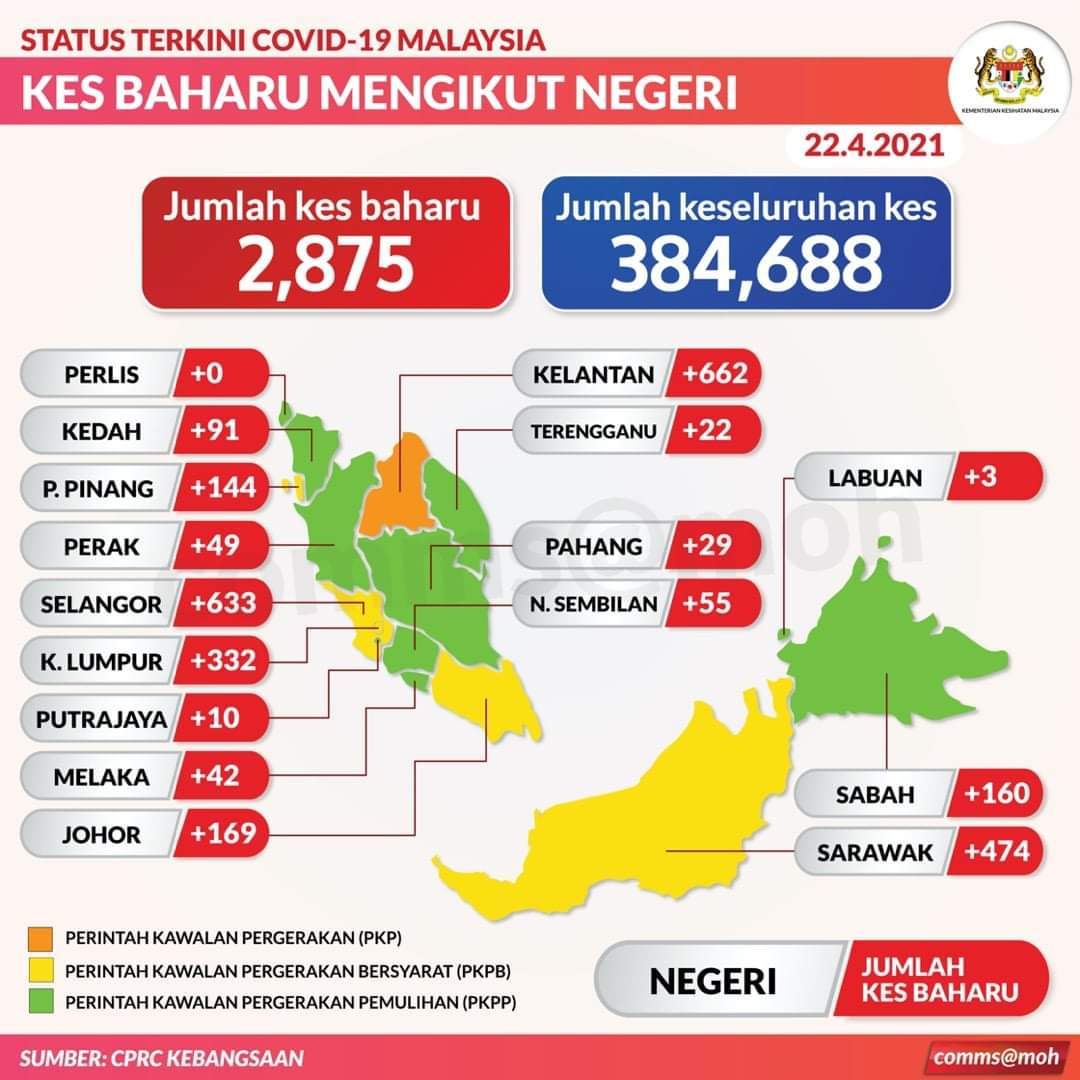 STATUS TERKINI COVID-19 MALAYSIA
KES BAHARU MENGIKUT NEGERI
KEMENTERIAN KESIHATAN MALAYSIA
22.4.2021
Jumlah kes baharu
2,875
Jumlah keseluruhan kes
384,688
PERLIS +0
KEDAH +91
P. PINANG +144
PERAK +49
SELANGOR +633
K. LUMPUR +332
PUTRAJAYA +10
MELAKA +42
JOHOR +169
KELANTAN +662
TERENGGANU +22
PAHANG +29
N. SEMBILAN +55
LABUAN +3
SABAH +160
SARAWAK +474
comms@moh
PERINTAH KAWALAN PERGERAKAN (PKP)
PERINTAH KAWALAN PERGERAKAN BERSYARAT (PKPB)
PERINTAH KAWALAN PERGERAKAN PEMULIHAN (PKPP)
NEGERI
JUMLAH
KES BAHARU
SUMBER: CPRC KEBANGSAAN
comms@moh